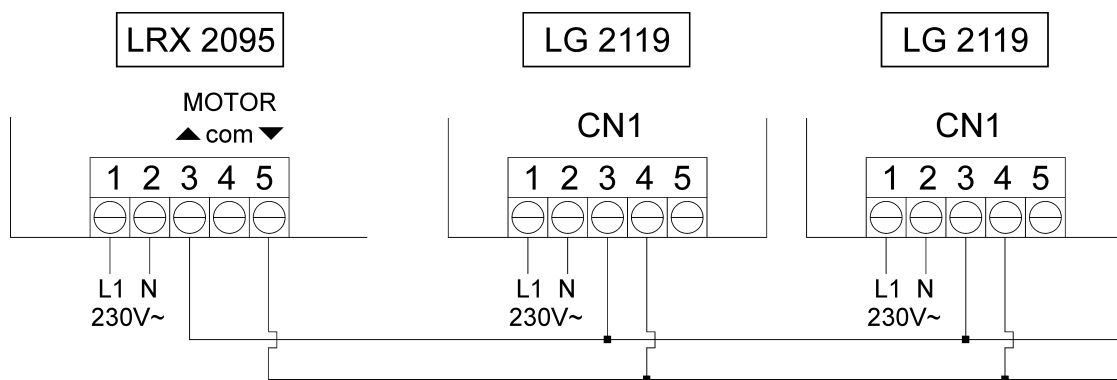 LRX 2095
LG 2119
LG 2119
MOTOR
▲ com ▼
CN1
CN1
1 2 3 4 5
1 2 3 4 5
1 2 3 4 5
L1 N
230V~
L1 N
230V~
L1 N
230V~